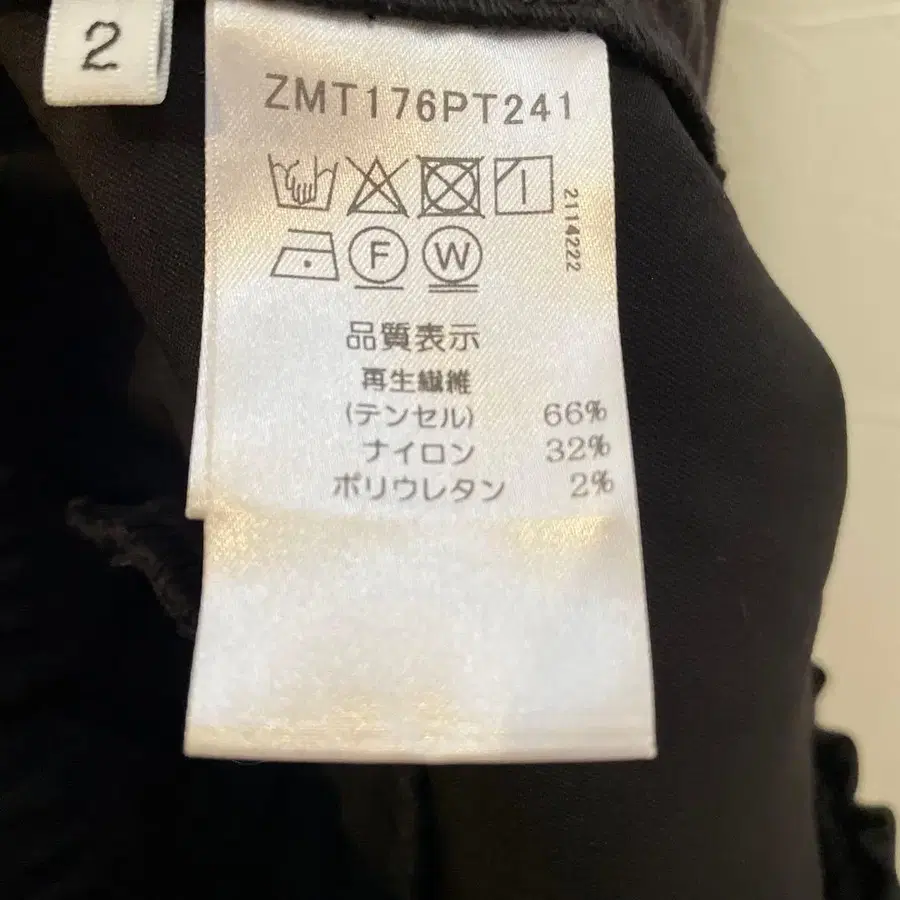 2
ZMT176PT241
2114222
F W
品質表示
再生繊維
(テンセル) 66%
ナイロン 32%
ポリウレタン 2%